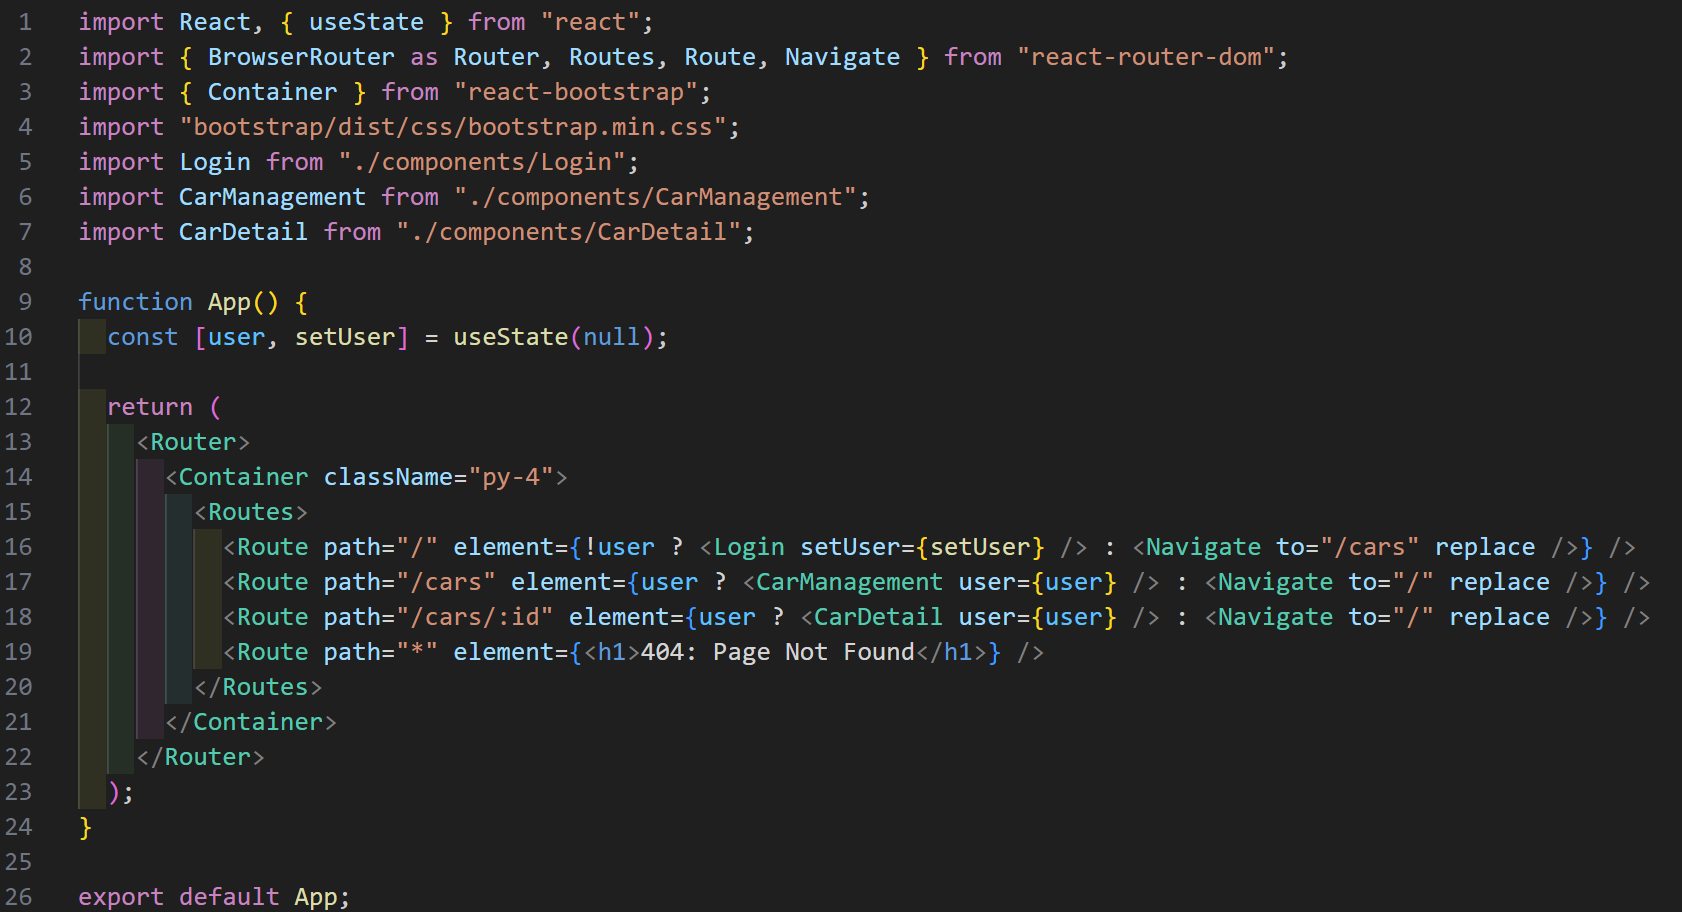 1 import React, { useState } from "react";
2 import { BrowserRouter as Router, Routes, Route, Navigate } from "react-router-dom";
3 import { Container } from "react-bootstrap";
4 import "bootstrap/dist/css/bootstrap.min.css";
5 import Login from "./components/Login";
6 import CarManagement from "./components/CarManagement";
7 import CarDetail from "./components/CarDetail";
8
9 function App() {
10   const [user, setUser] = useState(null);
11
12   return (
13     <Router>
14       <Container className="py-4">
15         <Routes>
16           <Route path="/" element={!user ? <Login setUser={setUser} /> : <Navigate to="/cars" replace />} />
17           <Route path="/cars" element={user ? <CarManagement user={user} /> : <Navigate to="/" replace />} />
18           <Route path="/cars/:id" element={user ? <CarDetail user={user} /> : <Navigate to="/" replace />} />
19           <Route path="*" element={<h1>404: Page Not Found</h1>} />
20         </Routes>
21       </Container>
22     </Router>
23   );
24 }
25
26 export default App;